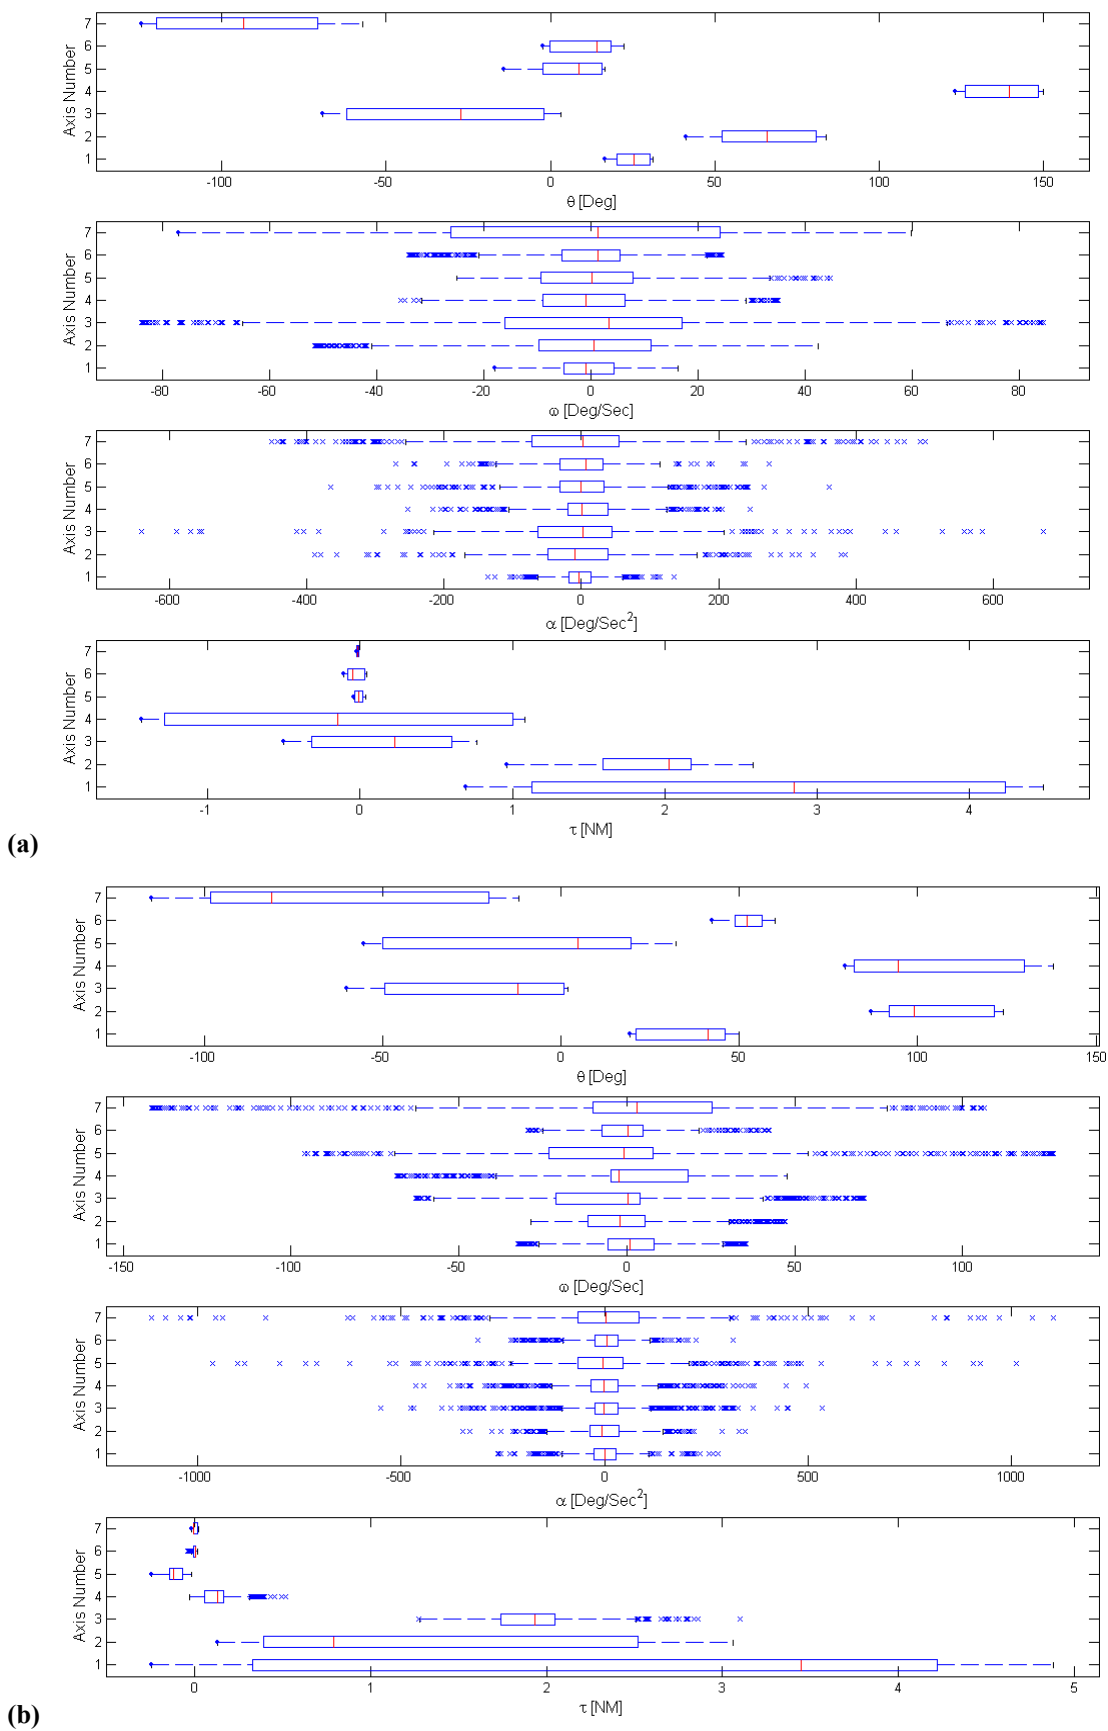 Axis Number
7
6
5
4
3
2
1
-100 -50 0 50 100 150
θ [Deg]
Axis Number
7
6
5
4
3
2
1
-80 -60 -40 -20 0 20 40 60 80
ω [Deg/Sec]
Axis Number
7
6
5
4
3
2
1
-600 -400 -200 0 200 400 600
α [Deg/Sec²]
Axis Number
7
6
5
4
3
2
1
-1 0 1 2 3 4
τ [NM]
(a)
Axis Number
7
6
5
4
3
2
1
-100 -50 0 50 100 150
θ [Deg]
Axis Number
7
6
5
4
3
2
1
-150 -100 -50 0 50 100
ω [Deg/Sec]
Axis Number
7
6
5
4
3
2
1
-1000 -500 0 500 1000
α [Deg/Sec²]
Axis Number
7
6
5
4
3
2
1
0 1 2 3 4 5
τ [NM]
(b)